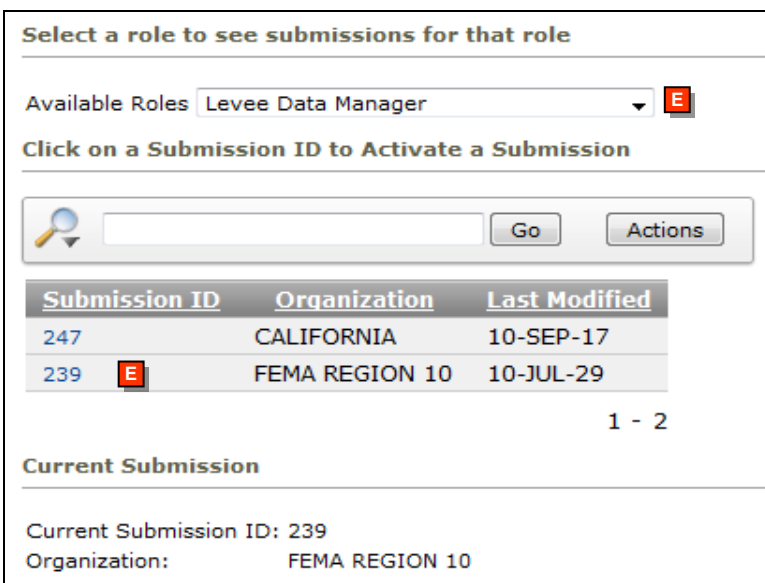 Select a role to see submissions for that role
Available Roles Levee Data Manager E
Click on a Submission ID to Activate a Submission
Go Actions
Submission ID Organization Last Modified
247 CALIFORNIA 10-SEP-17
239 E FEMA REGION 10 10-JUL-29
1 - 2
Current Submission
Current Submission ID: 239
Organization: FEMA REGION 10